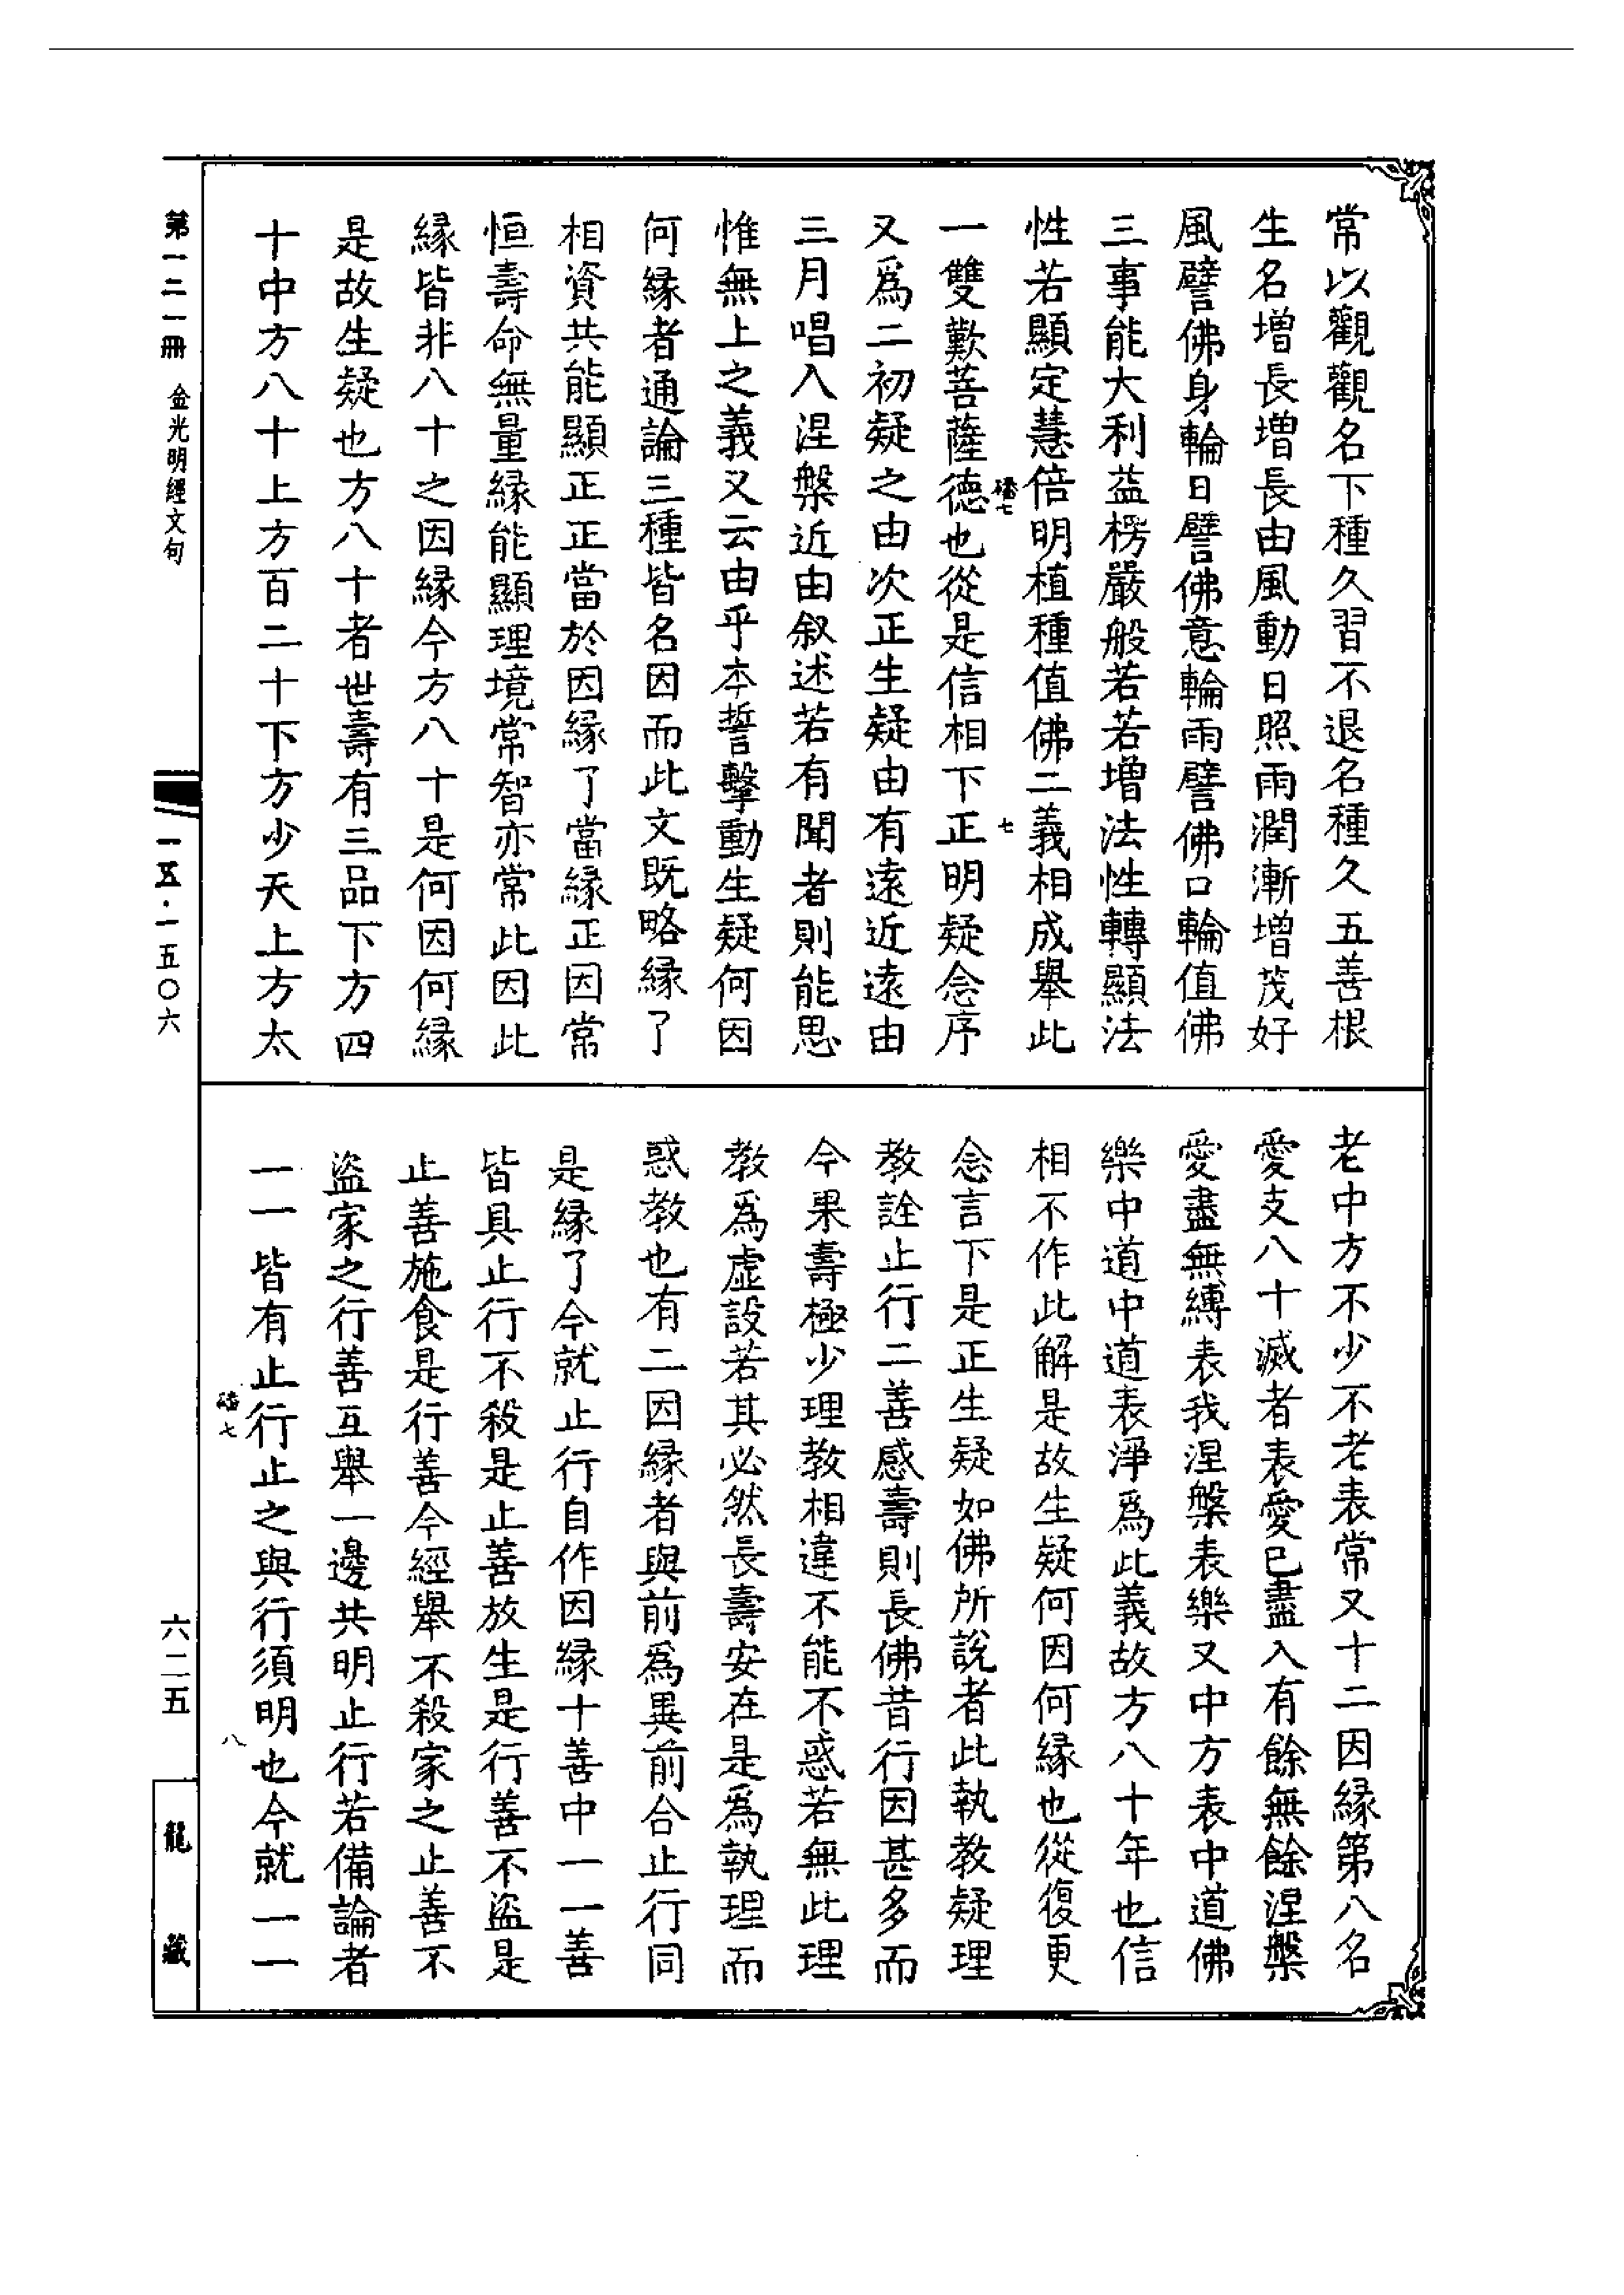 常以觀觀名下種久習不退名種久五善根
生名增長增長由風動日照雨潤漸增茂好
風譬佛身輪日譬佛意輪雨譬佛口輪值佛
三事能大利益楞嚴般若若增法性轉顯法
性若顯定慧倍明植種值佛二義相成舉此
磻七
七
一雙歎菩薩德也從是信相下正明疑念序
又爲二初疑之由次正生疑由有遠近遠由
三月唱入涅槃近由叙述若有聞者則能思
惟無上之義又云由乎本誓擊動生疑何因
何緣者通論三種皆名因而此文既略緣了
相資共能顯正正當於因緣了當緣正因常
恒壽命無量緣能顯理境常智亦常此因此
緣皆非八十之因緣今方八十是何因何緣
是故生疑也方八十者世壽有三品下方四
十中方八十上方百二十下方少天上方太
老中方不少不老表常又十二因緣第八名
愛支八十滅者表愛已盡入有餘無餘涅槃
愛盡無縛表我涅槃表樂又中方表中道佛
樂中道中道表淨爲此義故方八十年也信
相不作此解是故生疑何因何緣也從復更
念言下是正生疑如佛所說者此執教疑理
教詮止行二善感壽則長佛昔行因甚多而
今果壽極少理教相違不能不惑若無此理
教爲虛設若其必然長壽安在是爲執理而
惑教也有二因緣者與前爲異前合止行同
是緣了今就止行自作因緣十善中一一善
皆具止行不殺是止善放生是行善不盜是
止善施食是行善今經舉不殺家之止善不
盜家之行善互舉一邊共明止行若備論者
一一皆有止行止之與行須明也今就一一
磻七
八
第一二一冊 金光明經文句
一五·一五〇六
六二五
龍藏